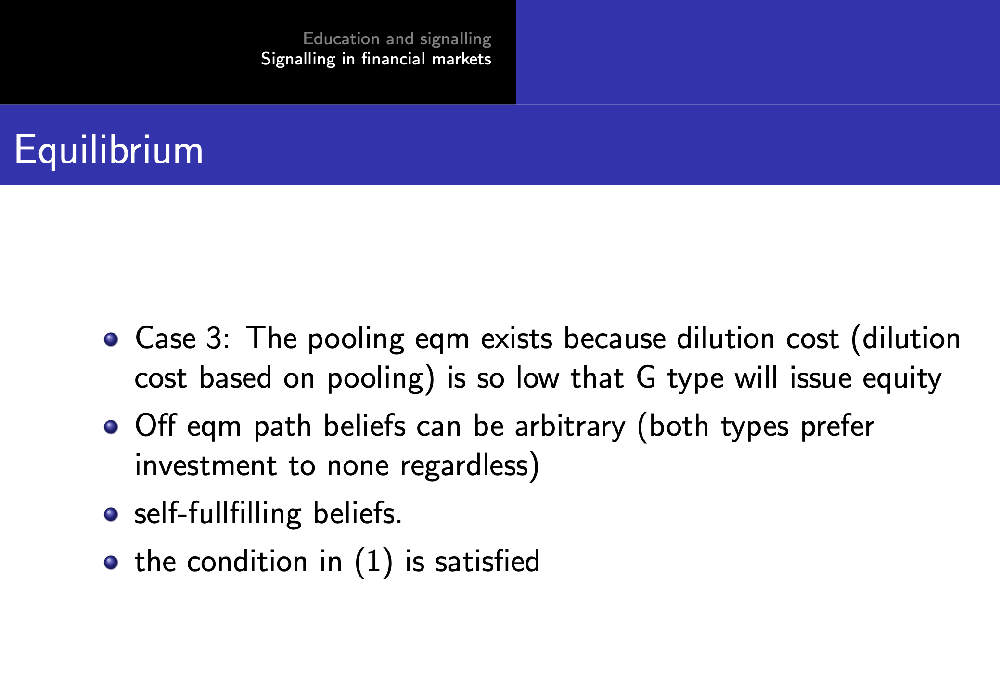 Education and signalling
Signalling in financial markets
Equilibrium
Case 3: The pooling eqm exists because dilution cost (dilution
cost based on pooling) is so low that G type will issue equity
Off eqm path beliefs can be arbitrary (both types prefer
investment to none regardless)
self-fullfilling beliefs.
the condition in (1) is satisfied